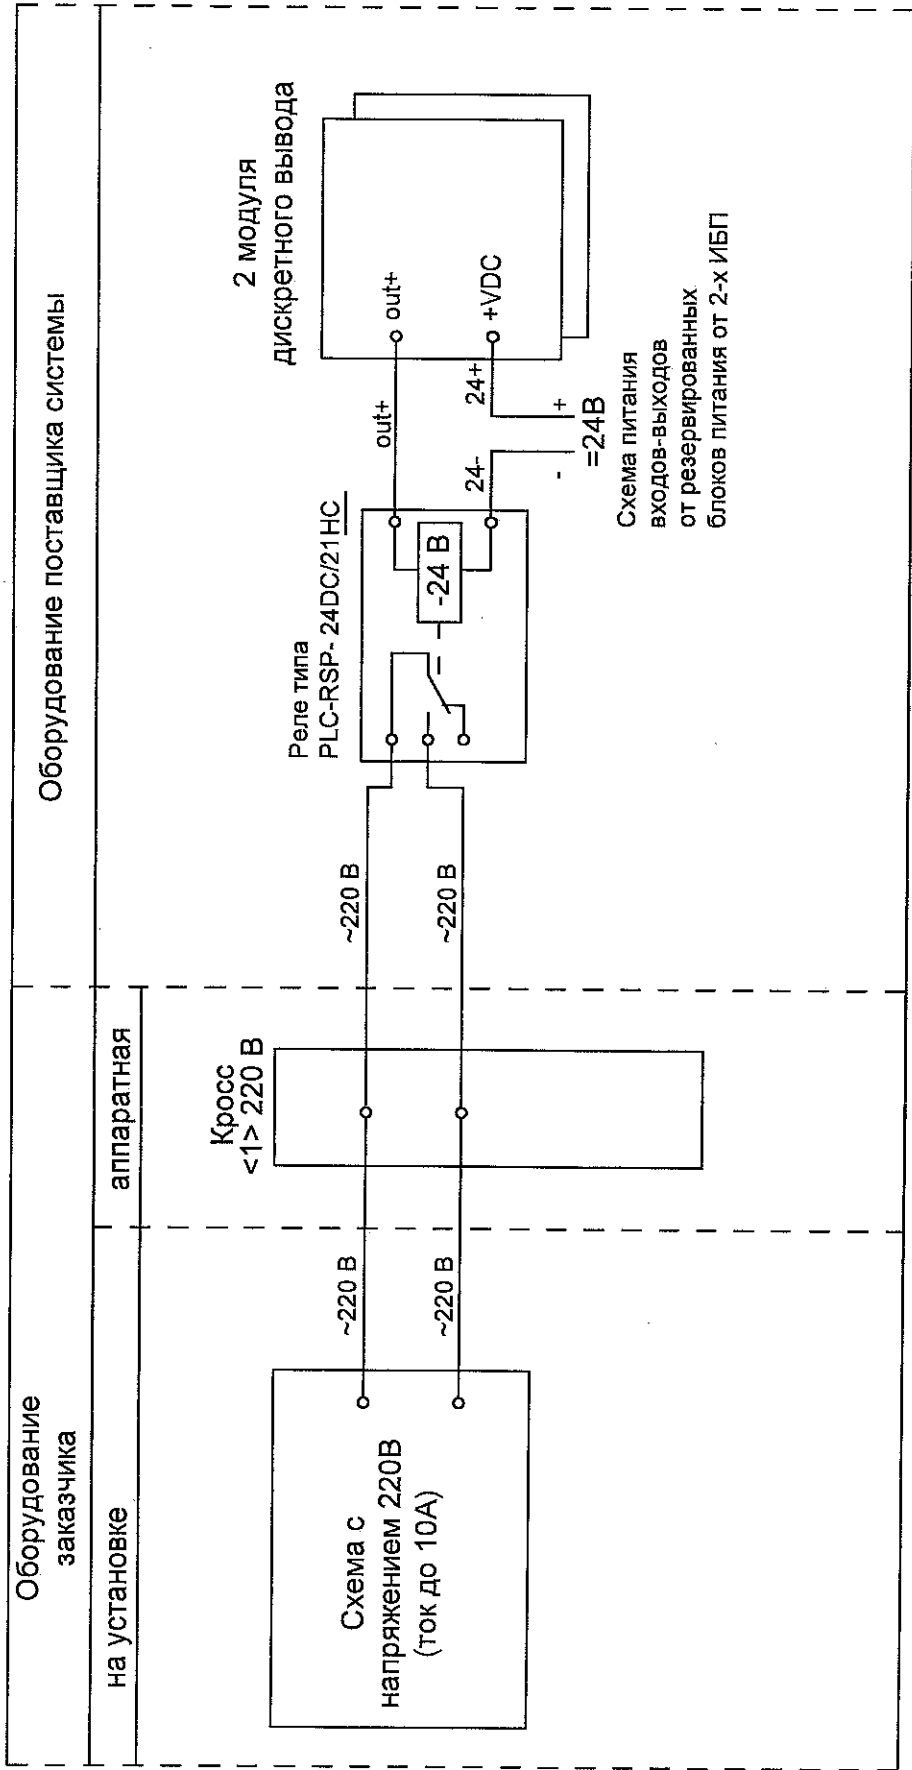 Оборудование
заказчика
Оборудование поставщика системы
на установке
аппаратная
Схема с
напряжением 220В
(ток до 10А)
~220 В
~220 В
Кросс
<1> 220 В
~220 В
~220 В
Реле типа
PLC-RSP- 24DC/21HC
-24 В
out+
24-
24+
-
+
=24В
Схема питания
входов-выходов
от резервированных
блоков питания от 2-х ИБП
2 модуля
дискретного вывода
out+
+VDC